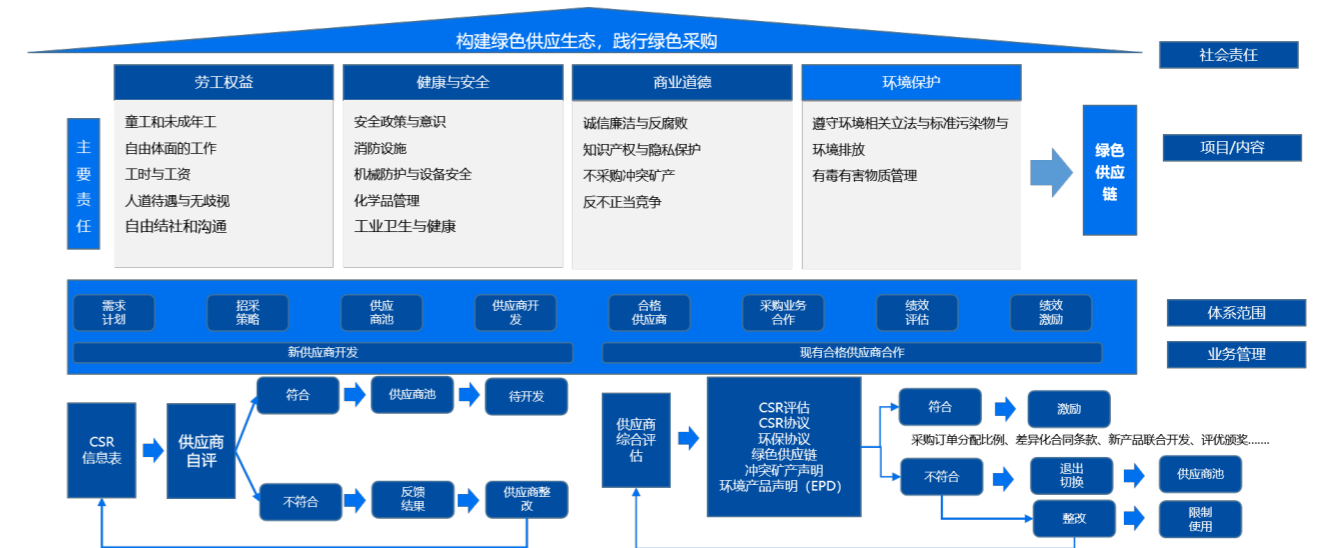 构建绿色供应生态，践行绿色采购
社会责任
劳工权益
健康与安全
商业道德
环境保护
主要责任
童工和未成年工
自由体面的工作
工时与工资
人道待遇与无歧视
自由结社和沟通
安全政策与意识
消防设施
机械防护与设备安全
化学品管理
工业卫生与健康
诚信廉洁与反腐败
知识产权与隐私保护
不采购冲突矿产
反不正当竞争
遵守环境相关立法与标准污染物与
环境排放
有毒有害物质管理
绿色
供应
链
项目/内容
需求
计划
招采
策略
供应
商池
供应商开
发
合格
供应商
采购业务
合作
绩效
评估
绩效
激励
体系范围
新供应商开发
现有合格供应商合作
业务管理
CSR
信息表
供应商
自评
符合
供应商池
待开发
不符合
反馈
结果
供应商整
改
供应商
综合评
估
CSR评估
CSR协议
环保协议
绿色供应链
冲突矿产声明
环境产品声明（EPD）
符合
激励
采购订单分配比例、差异化合同条款、新产品联合开发、评优颁奖.......
不符合
退出
切换
供应商池
整改
限制
使用